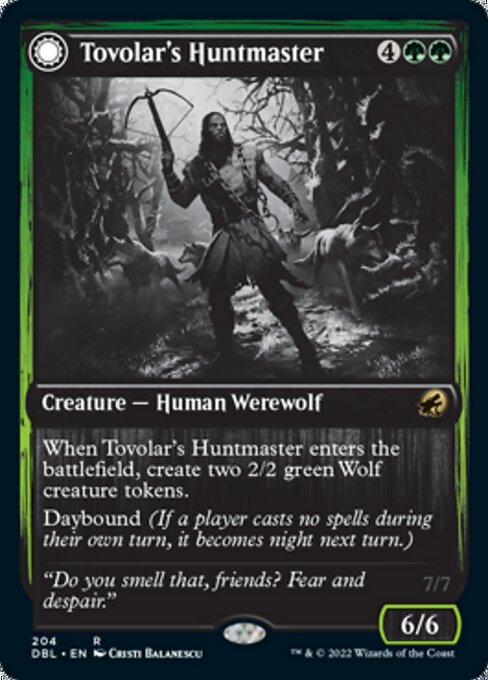 Tovolar's Huntmaster 4
Creature — Human Werewolf
When Tovolar's Huntmaster enters the
battlefield, create two 2/2 green Wolf
creature tokens.
Daybound (If a player casts no spells during
their own turn, it becomes night next turn.)
“Do you smell that, friends? Fear and
despair.”
7/7
6/6
204 R
DBL • EN Cristi Balanescu
™ & © 2022 Wizards of the Coast